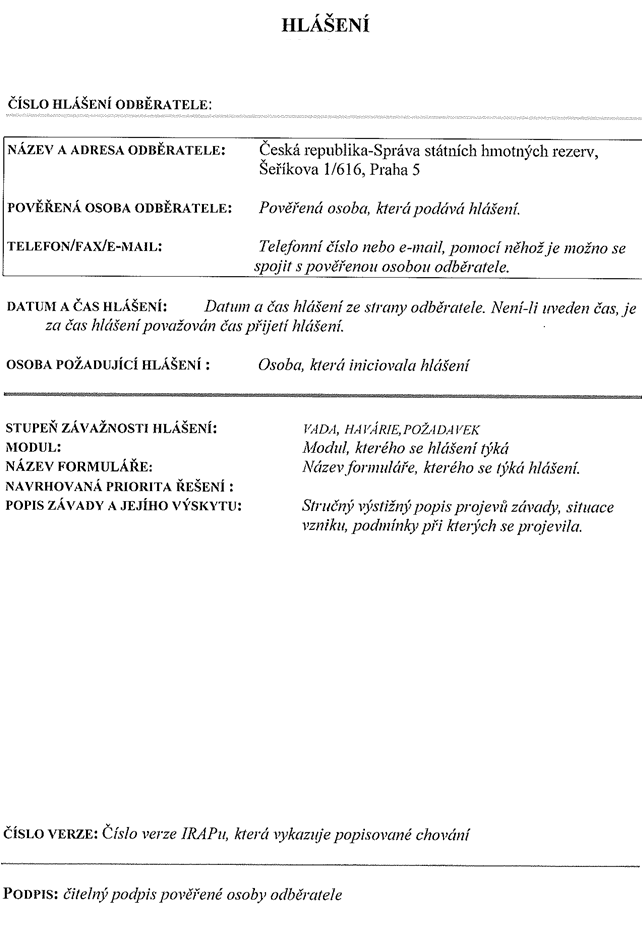 HLÁŠENÍ
ČÍSLO HLÁŠENÍ ODBĚRATELE:
NÁZEV A ADRESA ODBĚRATELE: Česká republika-Správa státních hmotných rezerv,
Šeříkova 1/616, Praha 5
POVĚŘENÁ OSOBA ODBĚRATELE: Pověřená osoba, která podává hlášení.
TELEFON/FAX/E-MAIL: Telefonní číslo nebo e-mail, pomocí něhož je možno se
spojit s pověřenou osobou odběratele.
DATUM A ČAS HLÁŠENÍ: Datum a čas hlášení ze strany odběratele. Není-li uveden čas, je
za čas hlášení považován čas přijetí hlášení.
OSOBA POŽADUJÍCÍ HLÁŠENÍ : Osoba, která iniciovala hlášení
STUPEŇ ZÁVAŽNOSTI HLÁŠENÍ: VADA, HAVÁRIE,POŽADAVEK
MODUL: Modul, kterého se hlášení týká
NÁZEV FORMULÁŘE: Název formuláře, kterého se týká hlášení.
NAVRHOVANÁ PRIORITA ŘEŠENÍ :
POPIS ZÁVADY A JEJÍHO VÝSKYTU: Stručný výstižný popis projevů závady, situace
vzniku, podmínky při kterých se projevila.
ČÍSLO VERZE: Číslo verze IRAPu, která vykazuje popisované chování
PODPIS: čitelný podpis pověřené osoby odběratele